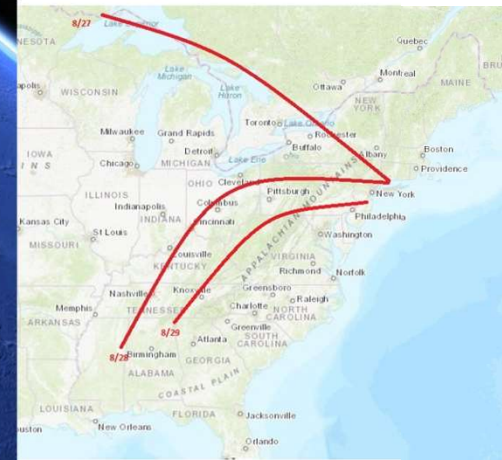 8/27
Lake Superior
NESOTA
Quebec
Montreal
Ottawa
MAINE
BRU
Lake
Michigan
Lake
Huron
apolis
WISCONSIN
NEW
YORK
Toronto
Lake Ontario
Rochester
Milwaukee
Grand Rapids
Buffalo
Albany
Boston
Detroit
Lake Erie
Providence
IOWA
Chicago
MICHIGAN
I N S
OHIO
Cleveland
ILLINOIS
Columbus
Pittsburgh
New York
Indianapolis
Philadelphia
INDIANA
Cincinnati
APPALACHIAN MOUNTAINS
Kansas City
St Louis
Washington
MISSOURI
Louisville
VIRGINIA
KENTUCKY
Richmond
Norfolk
Nashville
Knoxville
Greensboro
Raleigh
Memphis
TENNESSEE
Charlotte
NORTH
CAROLINA
ARKANSAS
Greenville
8/29
Atlanta
SOUTH
CAROLINA
8/28
Birmingham
GEORGIA
ALABAMA
COASTAL PLAIN
LOUISIANA
FLORIDA
Jacksonville
New Orleans
uston
Orlando